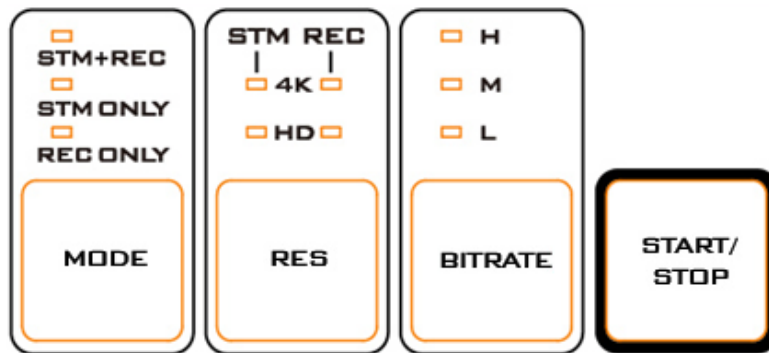 STM+REC
STM ONLY
REC ONLY
MODE
STM REC
4K
HD
RES
H
M
L
BITRATE
START/
STOP